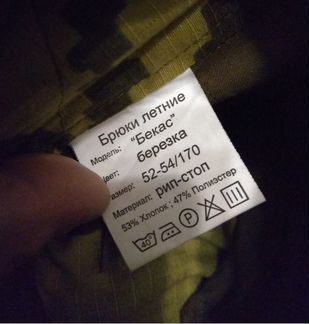 Брюки летние
Модель: "Бекас"
цвет: березка
размер: 52-54/170
Материал: рип-стоп
53% Хлопок; 47% Полиэстер
40° P